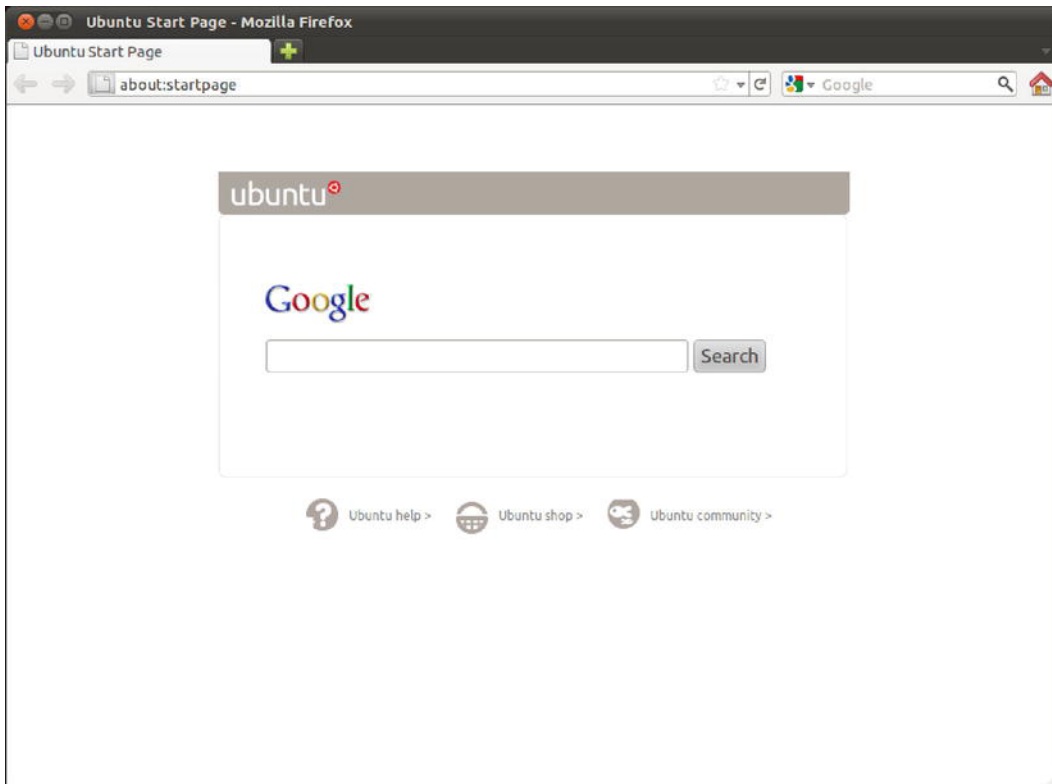 Ubuntu Start Page - Mozilla Firefox
Ubuntu Start Page
about:startpage
Google
ubuntu
Google
Search
Ubuntu help >
Ubuntu shop >
Ubuntu community >